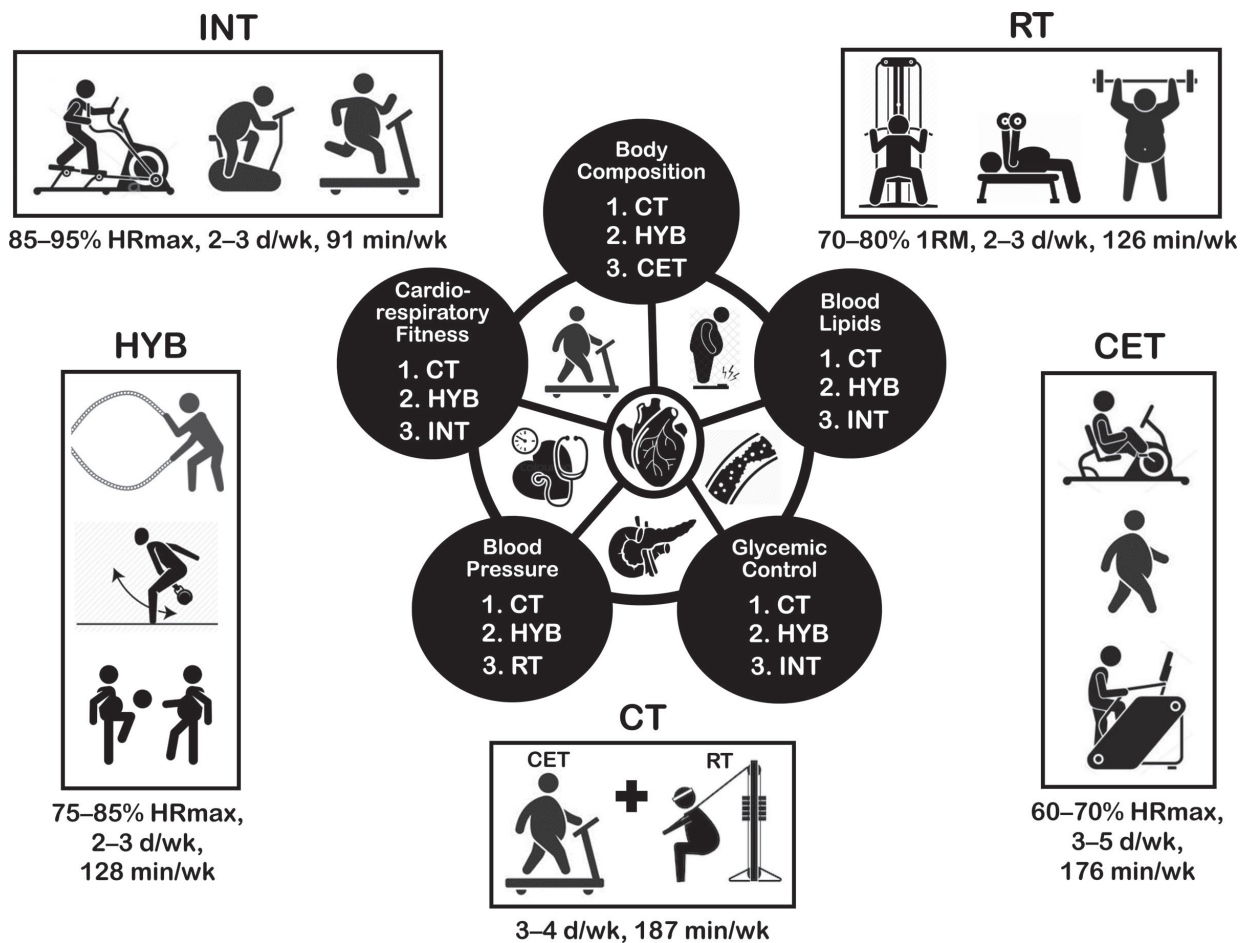 INT
85–95% HRmax, 2–3 d/wk, 91 min/wk
RT
70–80% 1RM, 2–3 d/wk, 126 min/wk
Body
Composition
1. CT
2. HYB
3. CET
Cardio-
respiratory
Fitness
1. CT
2. HYB
3. INT
Blood
Lipids
1. CT
2. HYB
3. INT
HYB
75–85% HRmax,
2–3 d/wk,
128 min/wk
CET
60–70% HRmax,
3–5 d/wk,
176 min/wk
Blood
Pressure
1. CT
2. HYB
3. RT
Glycemic
Control
1. CT
2. HYB
3. INT
CT
CET
RT
3–4 d/wk, 187 min/wk